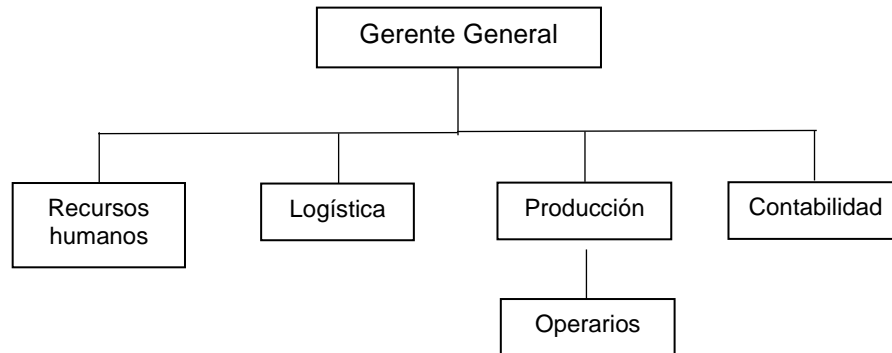 Gerente General
Recursos
humanos
Logística
Producción
Contabilidad
Operarios